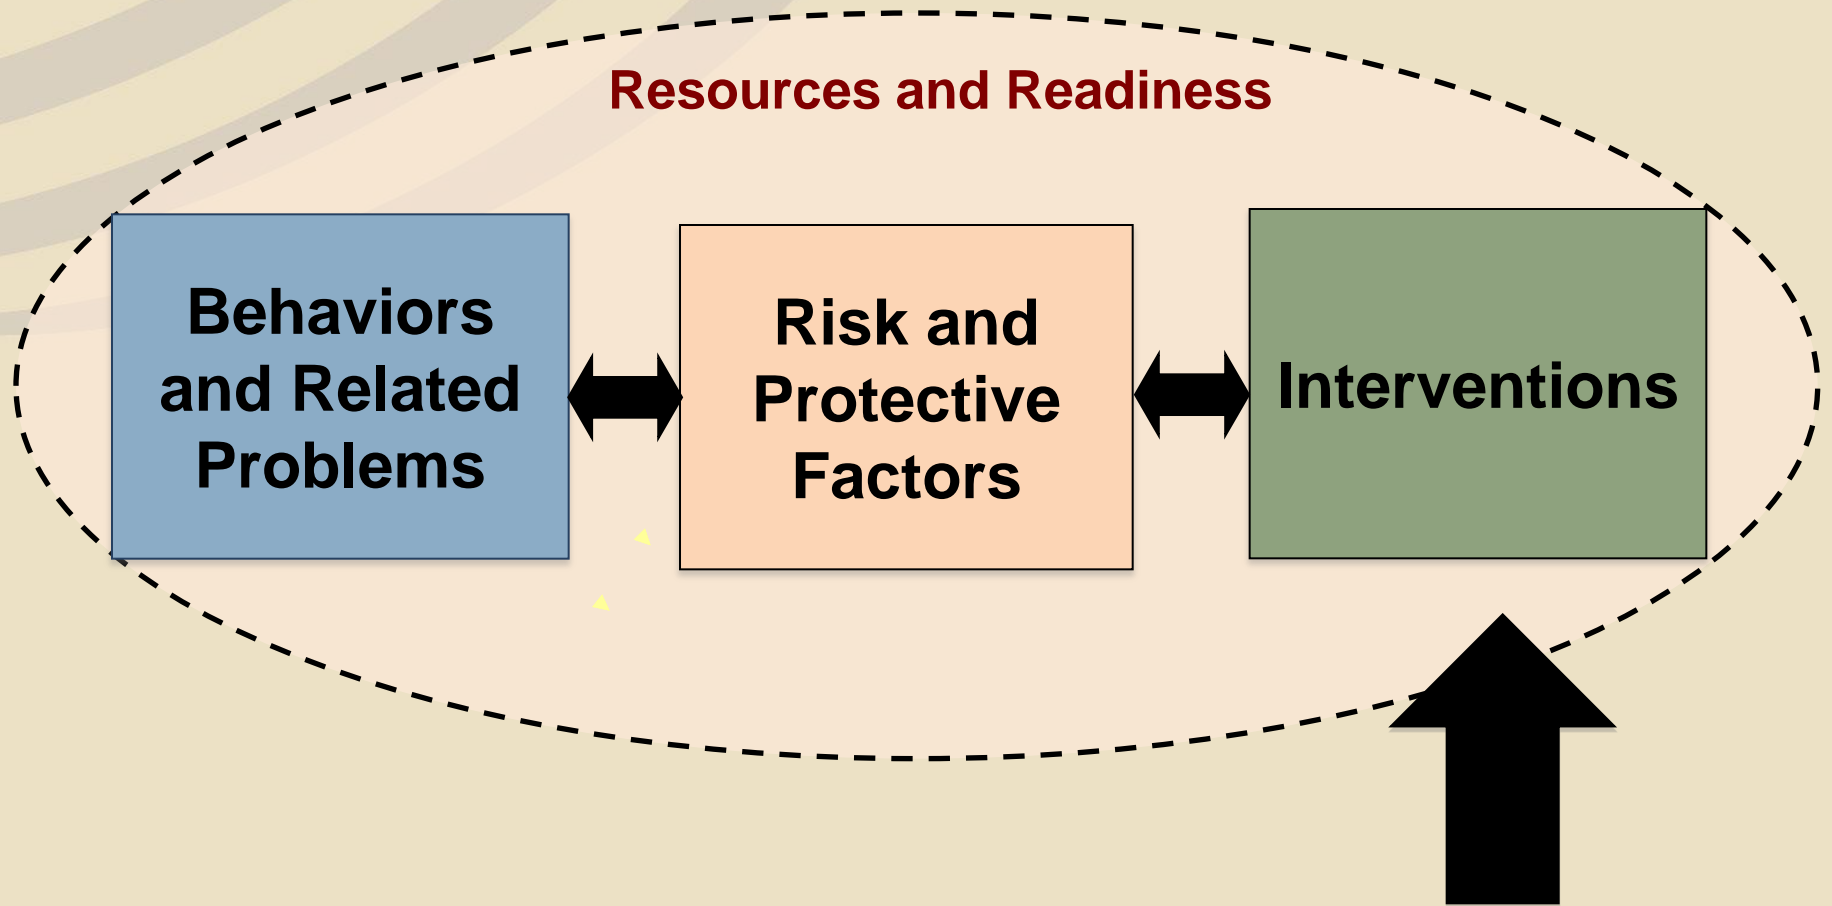 Resources and Readiness
Behaviors
and Related
Problems
Risk and
Protective
Factors
Interventions